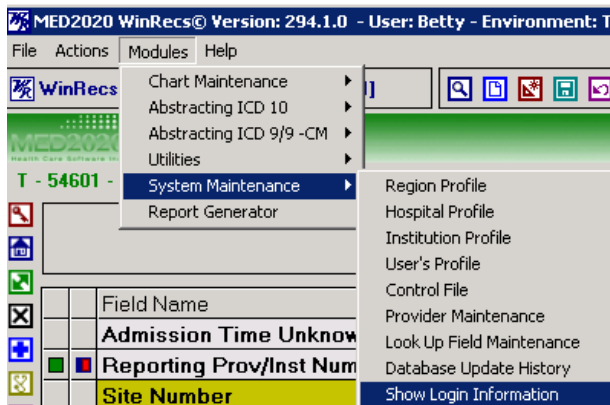 MED2020 WinRecs© Version: 294.1.0 - User: Betty - Environment: T
File Actions Modules Help
WinRecs
Chart Maintenance
Abstracting ICD 10
Abstracting ICD 9/9 -CM
Utilities
System Maintenance
Report Generator
MED202
T - 54601 -
Region Profile
Hospital Profile
Institution Profile
User's Profile
Control File
Provider Maintenance
Look Up Field Maintenance
Database Update History
Show Login Information
Field Name
Admission Time Unknow
Reporting Prov/Inst Num
Site Number